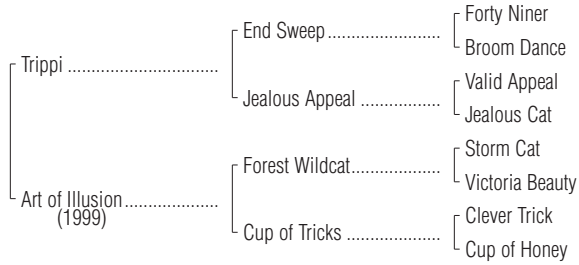 Forty Niner
End Sweep........................
Broom Dance
Trippi ................................
Valid Appeal
Jealous Appeal .................
Jealous Cat
Storm Cat
Forest Wildcat...................
Victoria Beauty
Art of Illusion....................
(1999)
Clever Trick
Cup of Tricks ....................
Cup of Honey